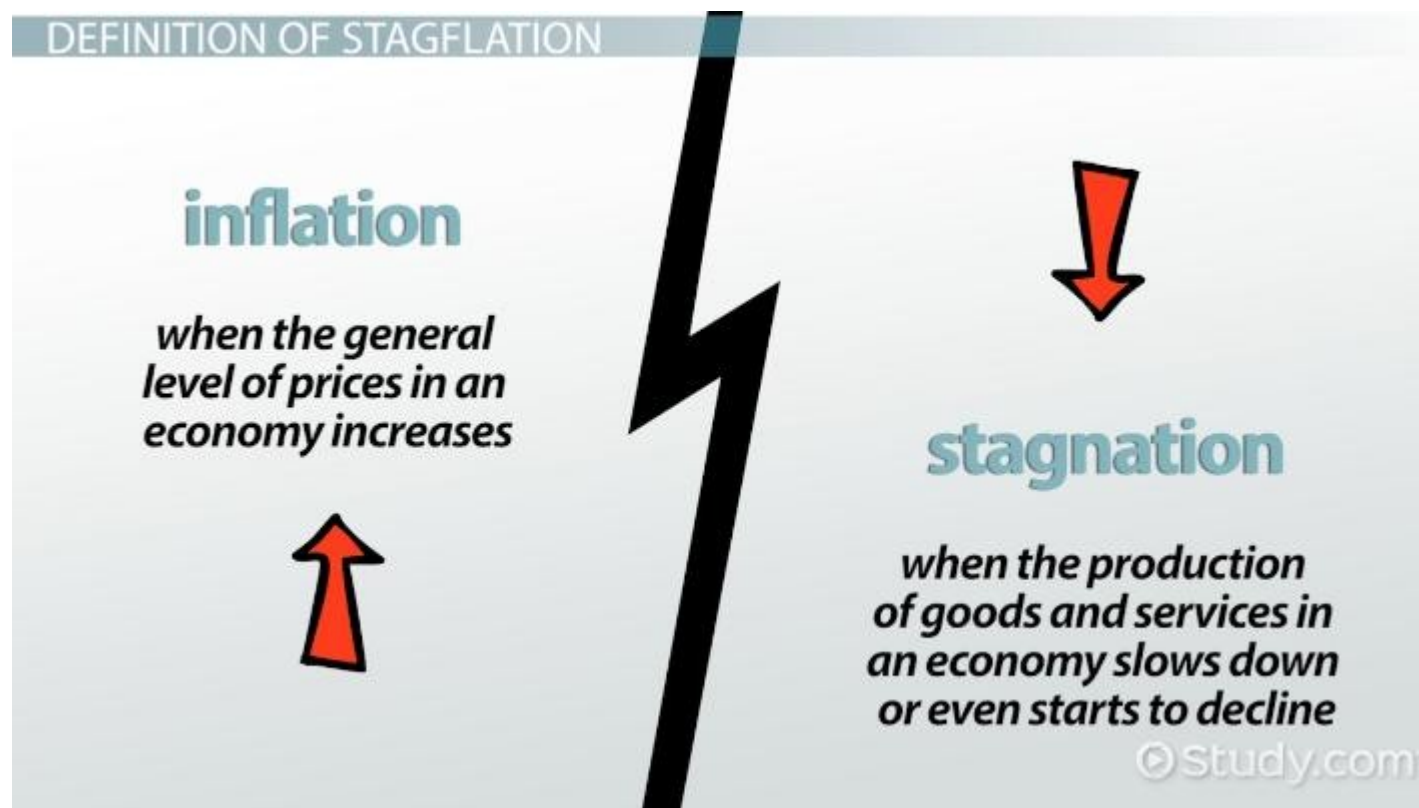 DEFINITION OF STAGFLATION
inflation
when the general
level of prices in an
economy increases
stagnation
when the production
of goods and services in
an economy slows down
or even starts to decline
Study.com